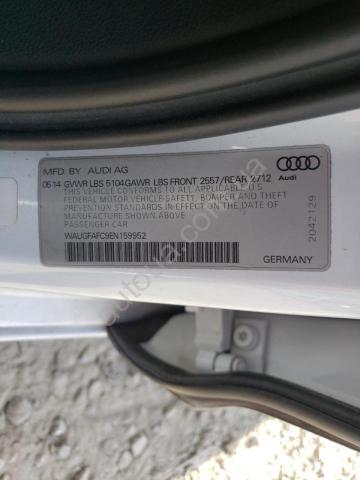 MFD. BY AUDI AG
06 14 GVWR LBS 5104 GAWR LBS FRONT 2557/REAR 2712
THIS VEHICLE CONFORMS TO ALL APPLICABLE U.S.
FEDERAL MOTOR VEHICLE SAFETY, BUMPER AND THEFT
PREVENTION STANDARDS IN EFFECT ON THE DATE OF
MANUFACTURE SHOWN ABOVE.
PASSENGER CAR
WAUGFAFC9EN159952
Audi
2042129
GERMANY